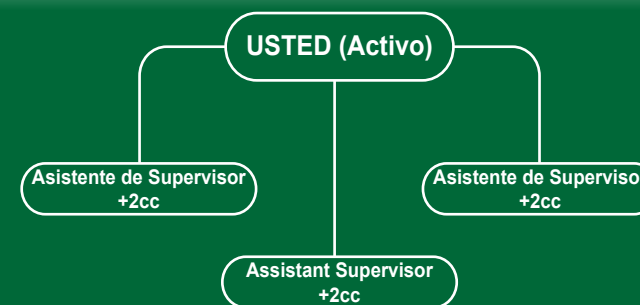 USTED (Activo)
Asistente de Supervisor
+2cc
Asistente de Superviso
+2cc
Assistant Supervisor
+2cc